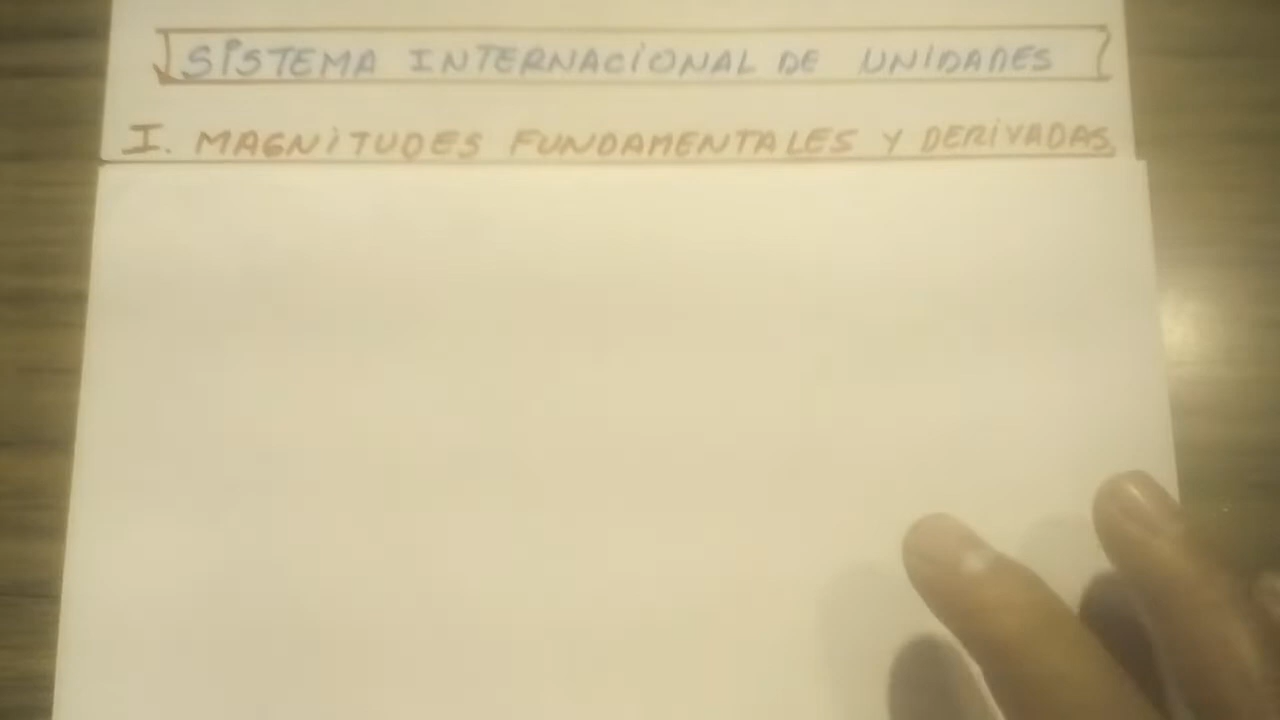 SISTEMA INTERNACIONAL DE UNIDADES
I. MAGNITUDES FUNDAMENTALES Y DERIVADAS